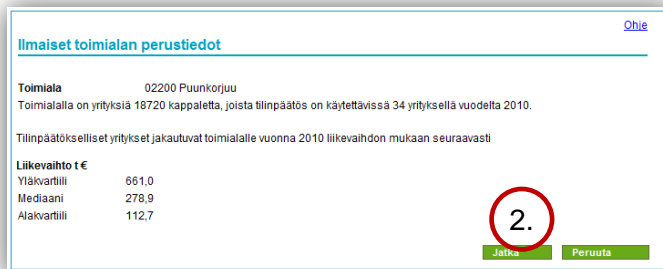 Ohje
Ilmaiset toimialan perustiedot
Toimiala 02200 Puunkorjuu
Toimialalla on yrityksiä 18720 kappaletta, joista tilinpäätös on käytettävissä 34 yrityksellä vuodelta 2010.
Tilinpäätökselliset yritykset jakautuvat toimialalle vuonna 2010 liikevaihdon mukaan seuraavasti
Liikevaihto t €
Yläkvartiili 661,0
Mediaani 278,9
Alakvartiili 112,7
2.
Jatka Peruuta